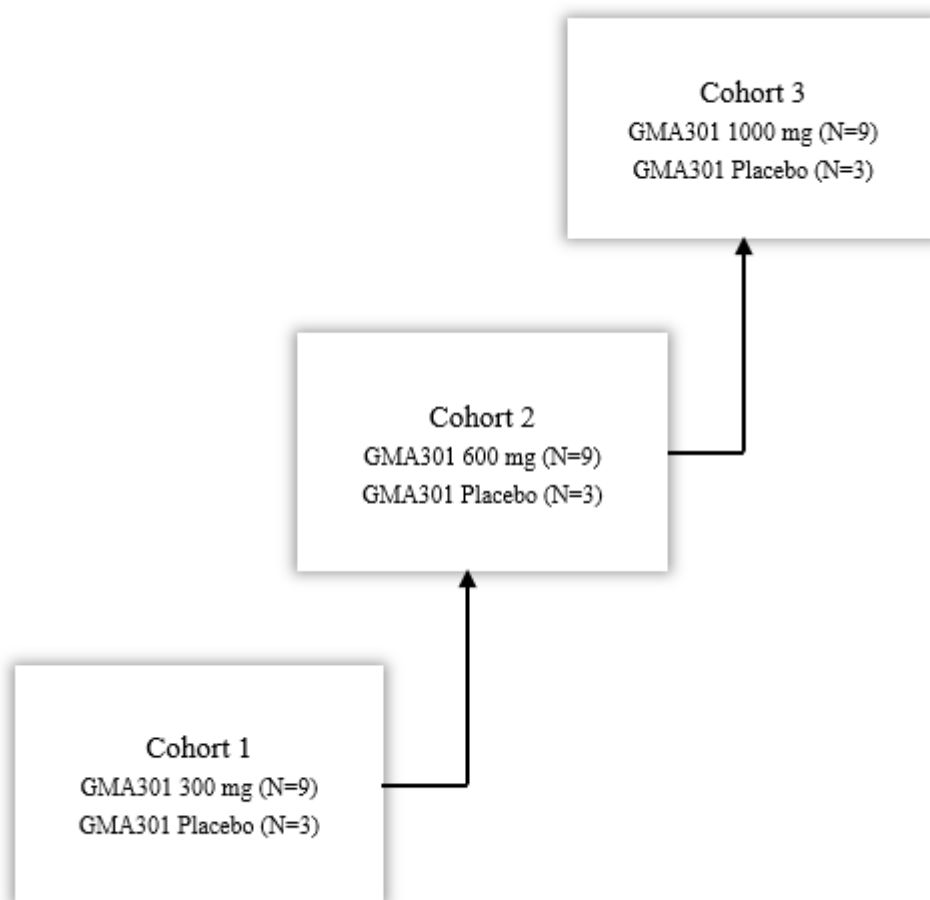 Cohort 3
GMA301 1000 mg (N=9)
GMA301 Placebo (N=3)
Cohort 2
GMA301 600 mg (N=9)
GMA301 Placebo (N=3)
Cohort 1
GMA301 300 mg (N=9)
GMA301 Placebo (N=3)